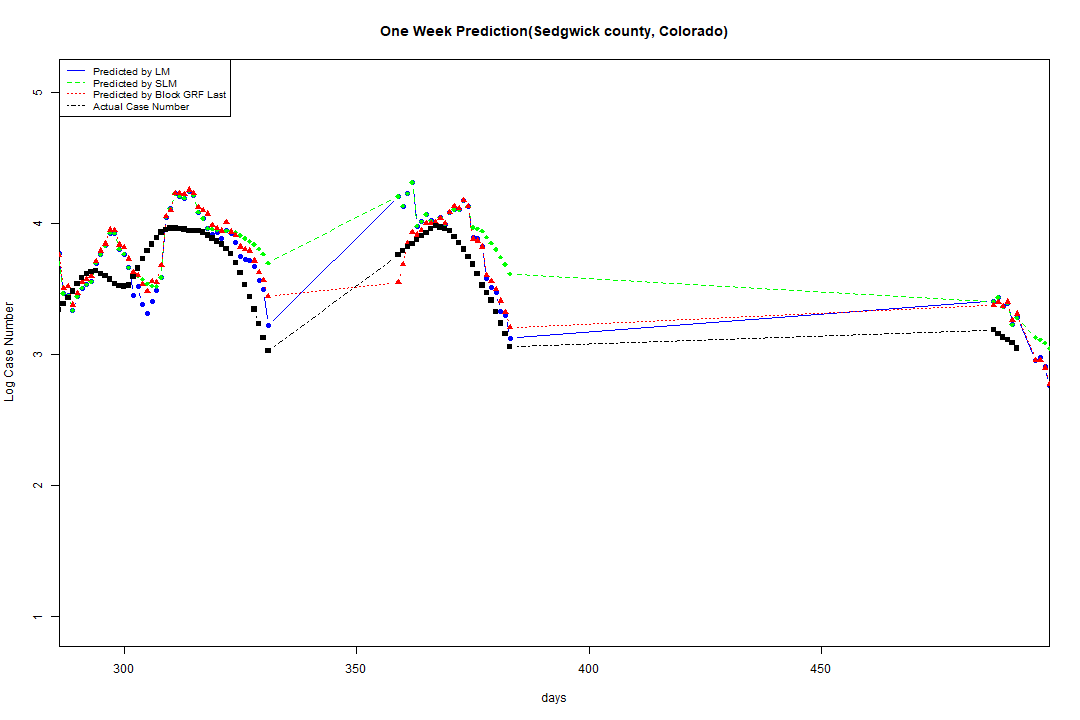 One Week Prediction(Sedgwick county, Colorado)
Predicted by LM
Predicted by SLM
Predicted by Block GRF Last
Actual Case Number
5
4
3
2
1
Log Case Number
300
350
400
450
days